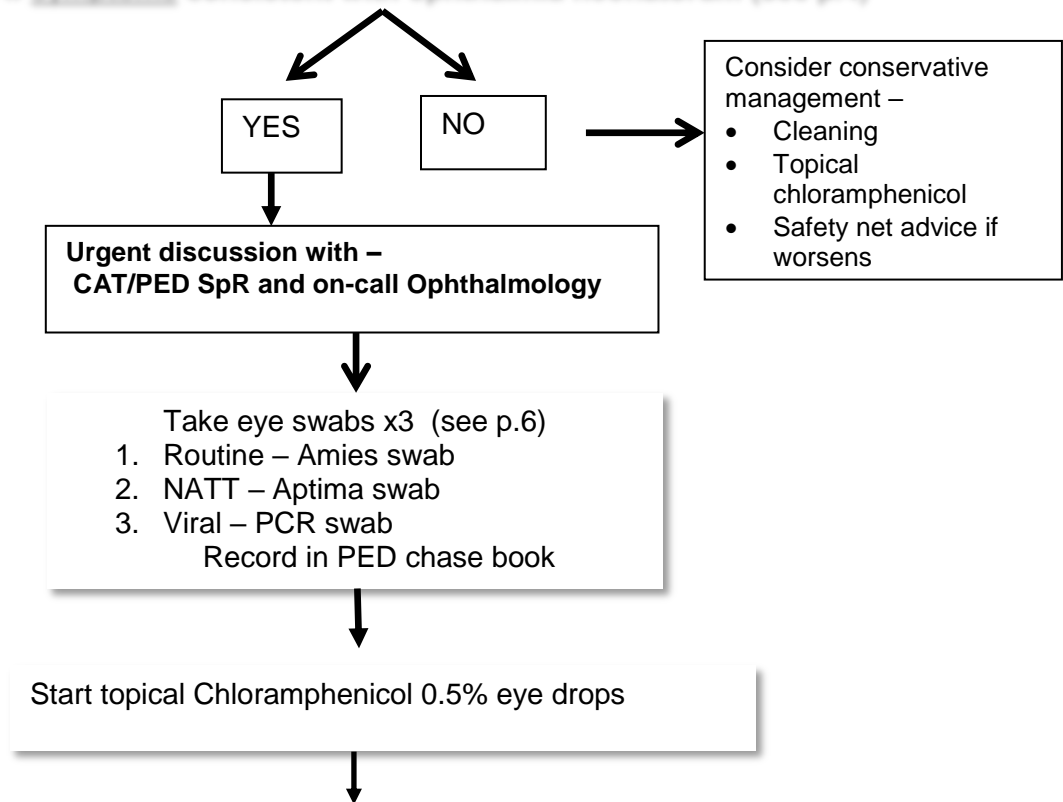 YES
NO
Consider conservative
management –
• Cleaning
• Topical
chloramphenicol
• Safety net advice if
worsens
Urgent discussion with –
CAT/PED SpR and on-call Ophthalmology
Take eye swabs x3 (see p.6)
1. Routine – Amies swab
2. NATT – Aptima swab
3. Viral – PCR swab
Record in PED chase book
Start topical Chloramphenicol 0.5% eye drops